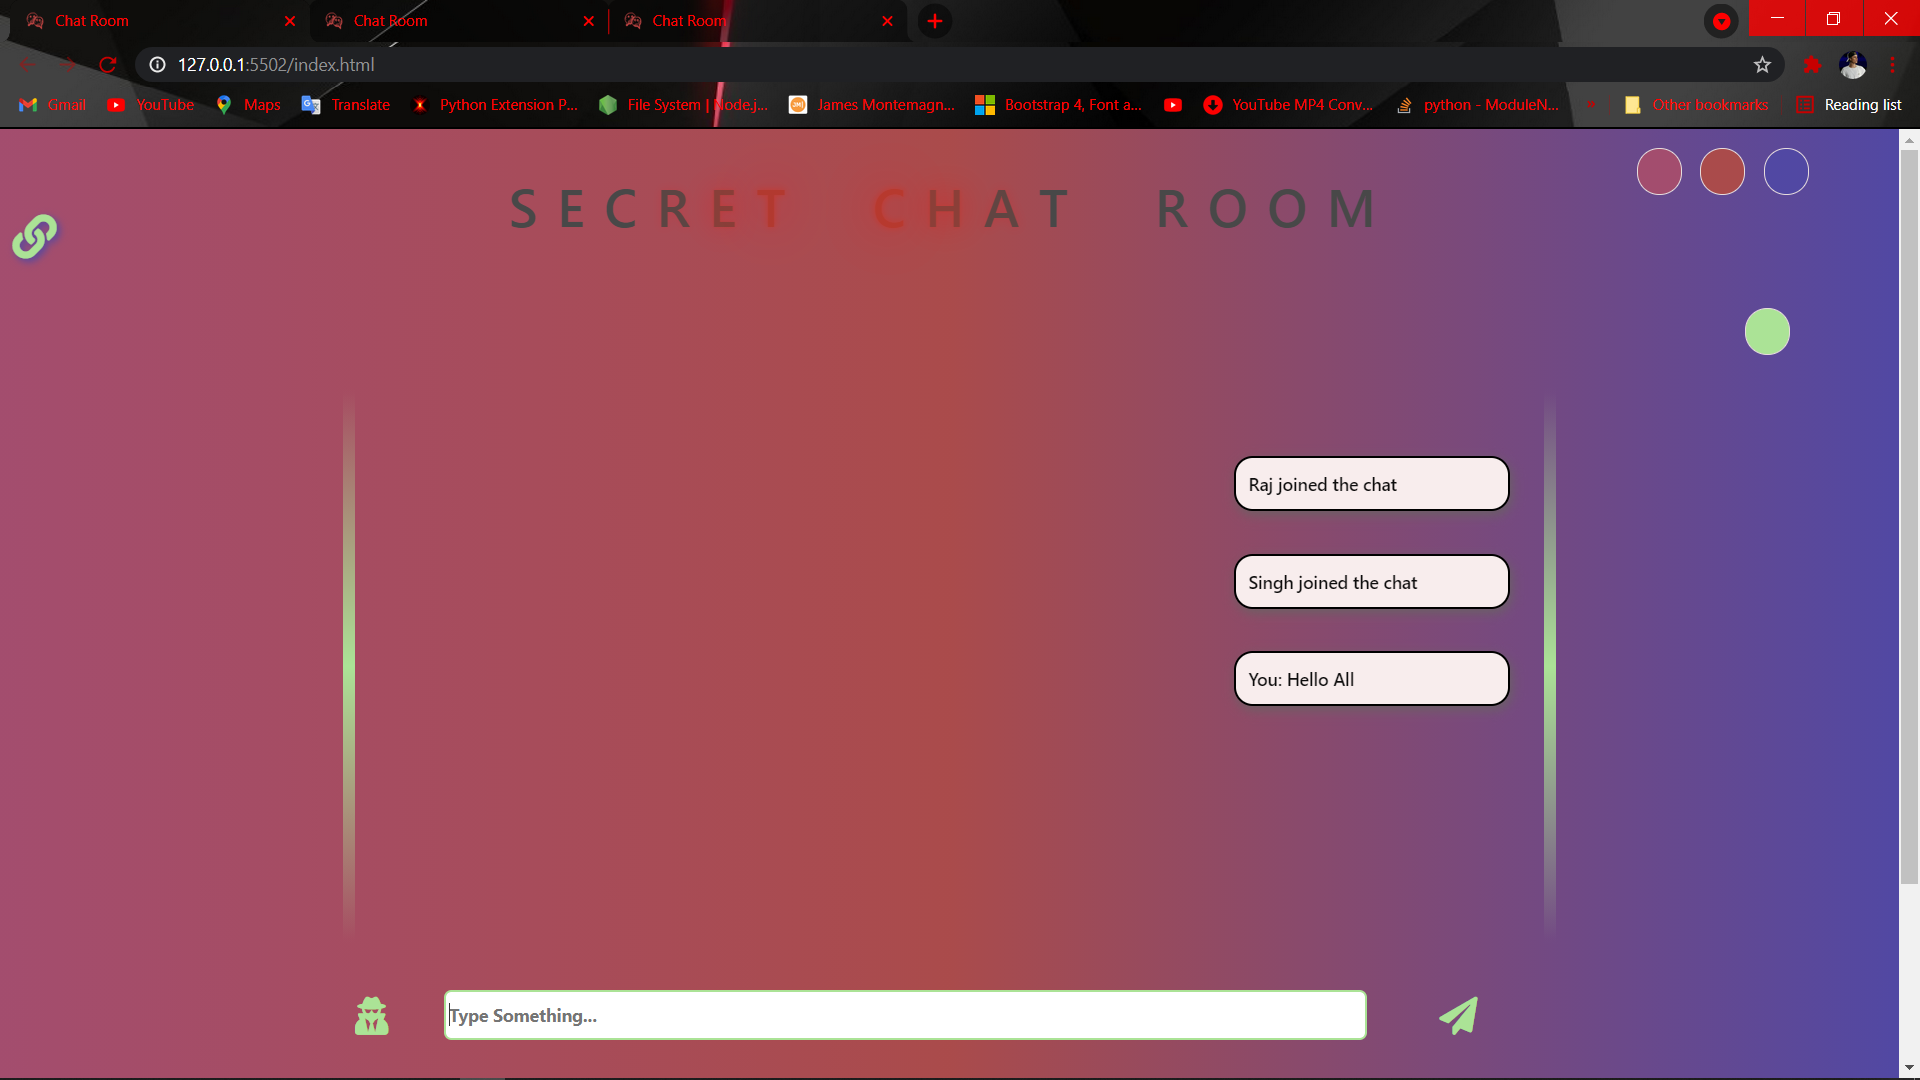 Chat Room
Chat Room
Chat Room
127.0.0.1:5502/index.html
Gmail
YouTube
Maps
Translate
Python Extension P...
File System | Node.j...
James Montemagn...
Bootstrap 4, Font a...
YouTube MP4 Conv...
python - ModuleN...
»
Other bookmarks
Reading list
SECRET CHAT ROOM
Raj joined the chat
Singh joined the chat
You: Hello All
Type Something...